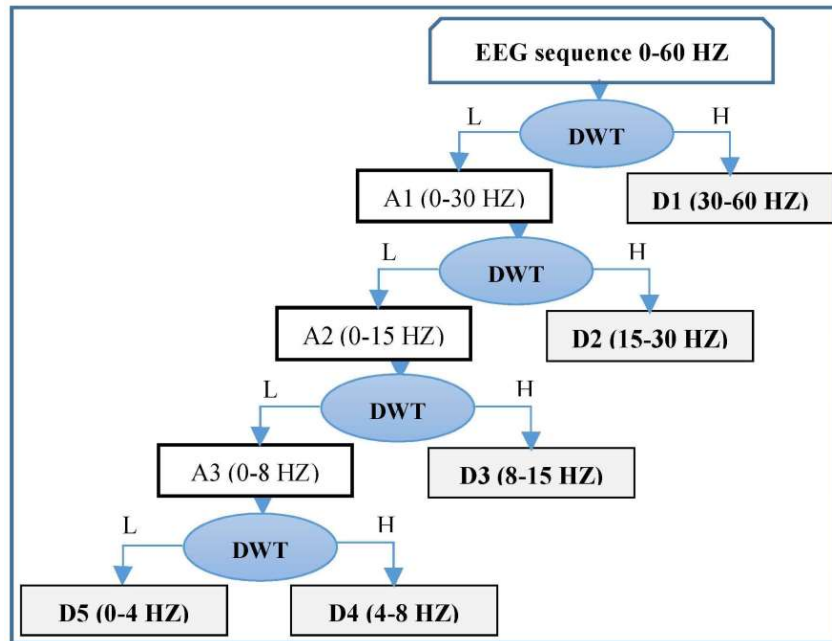 EEG sequence 0-60 HZ
L
DWT
H
A1 (0-30 HZ)
D1 (30-60 HZ)
L
DWT
H
A2 (0-15 HZ)
D2 (15-30 HZ)
L
DWT
H
A3 (0-8 HZ)
D3 (8-15 HZ)
L
DWT
H
D5 (0-4 HZ)
D4 (4-8 HZ)